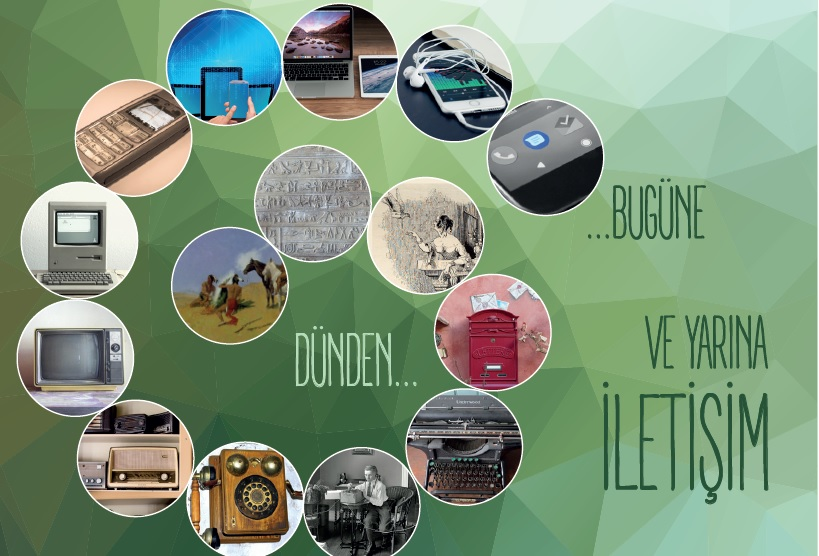 DÜNDEN...
...BUGÜNE
VE YARINA
İLETİŞİM